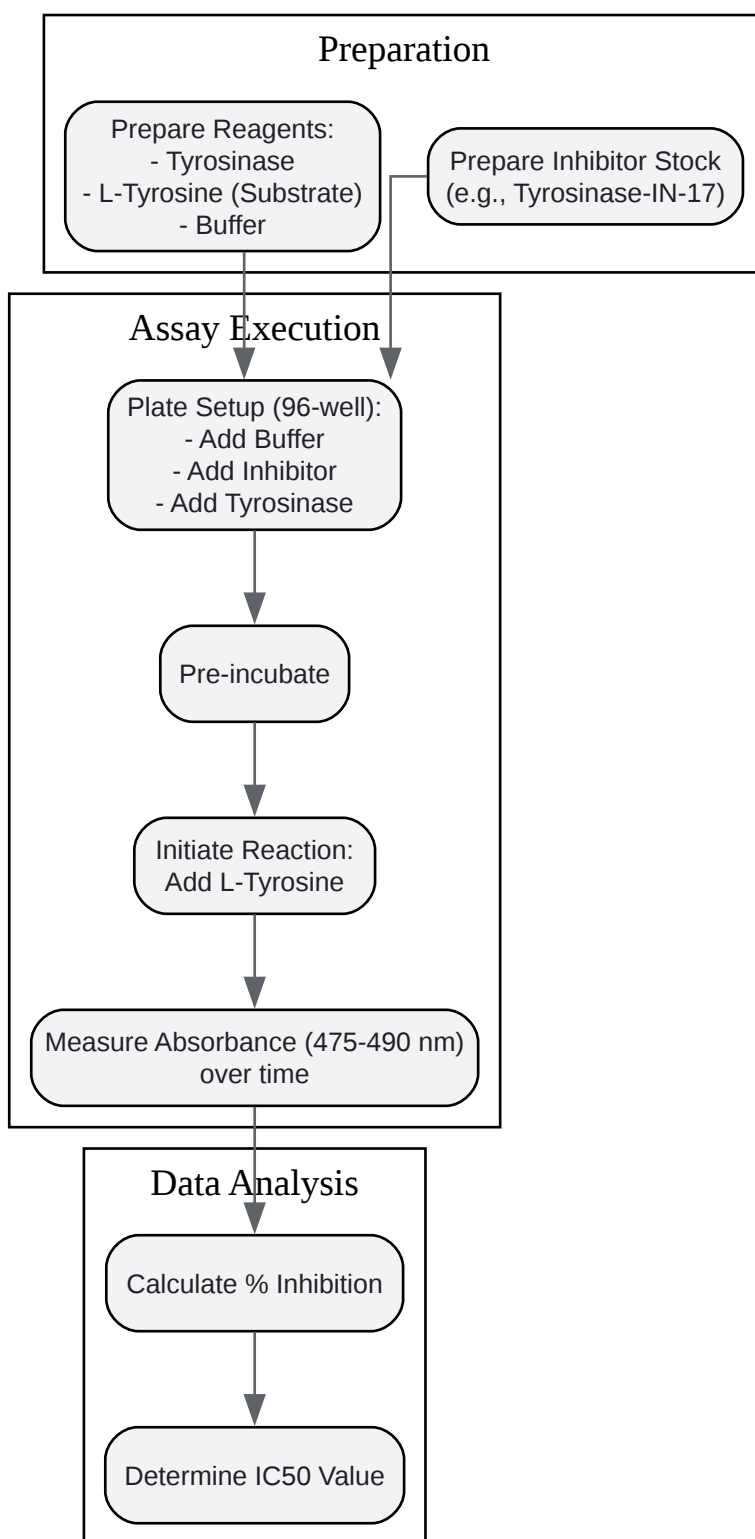 Preparation
Prepare Reagents:
- Tyrosinase
- L-Tyrosine (Substrate)
- Buffer
Prepare Inhibitor Stock
(e.g., Tyrosinase-IN-17)
Assay Execution
Plate Setup (96-well):
- Add Buffer
- Add Inhibitor
- Add Tyrosinase
Pre-incubate
Initiate Reaction:
Add L-Tyrosine
Measure Absorbance (475-490 nm)
over time
Data Analysis
Calculate % Inhibition
Determine IC50 Value